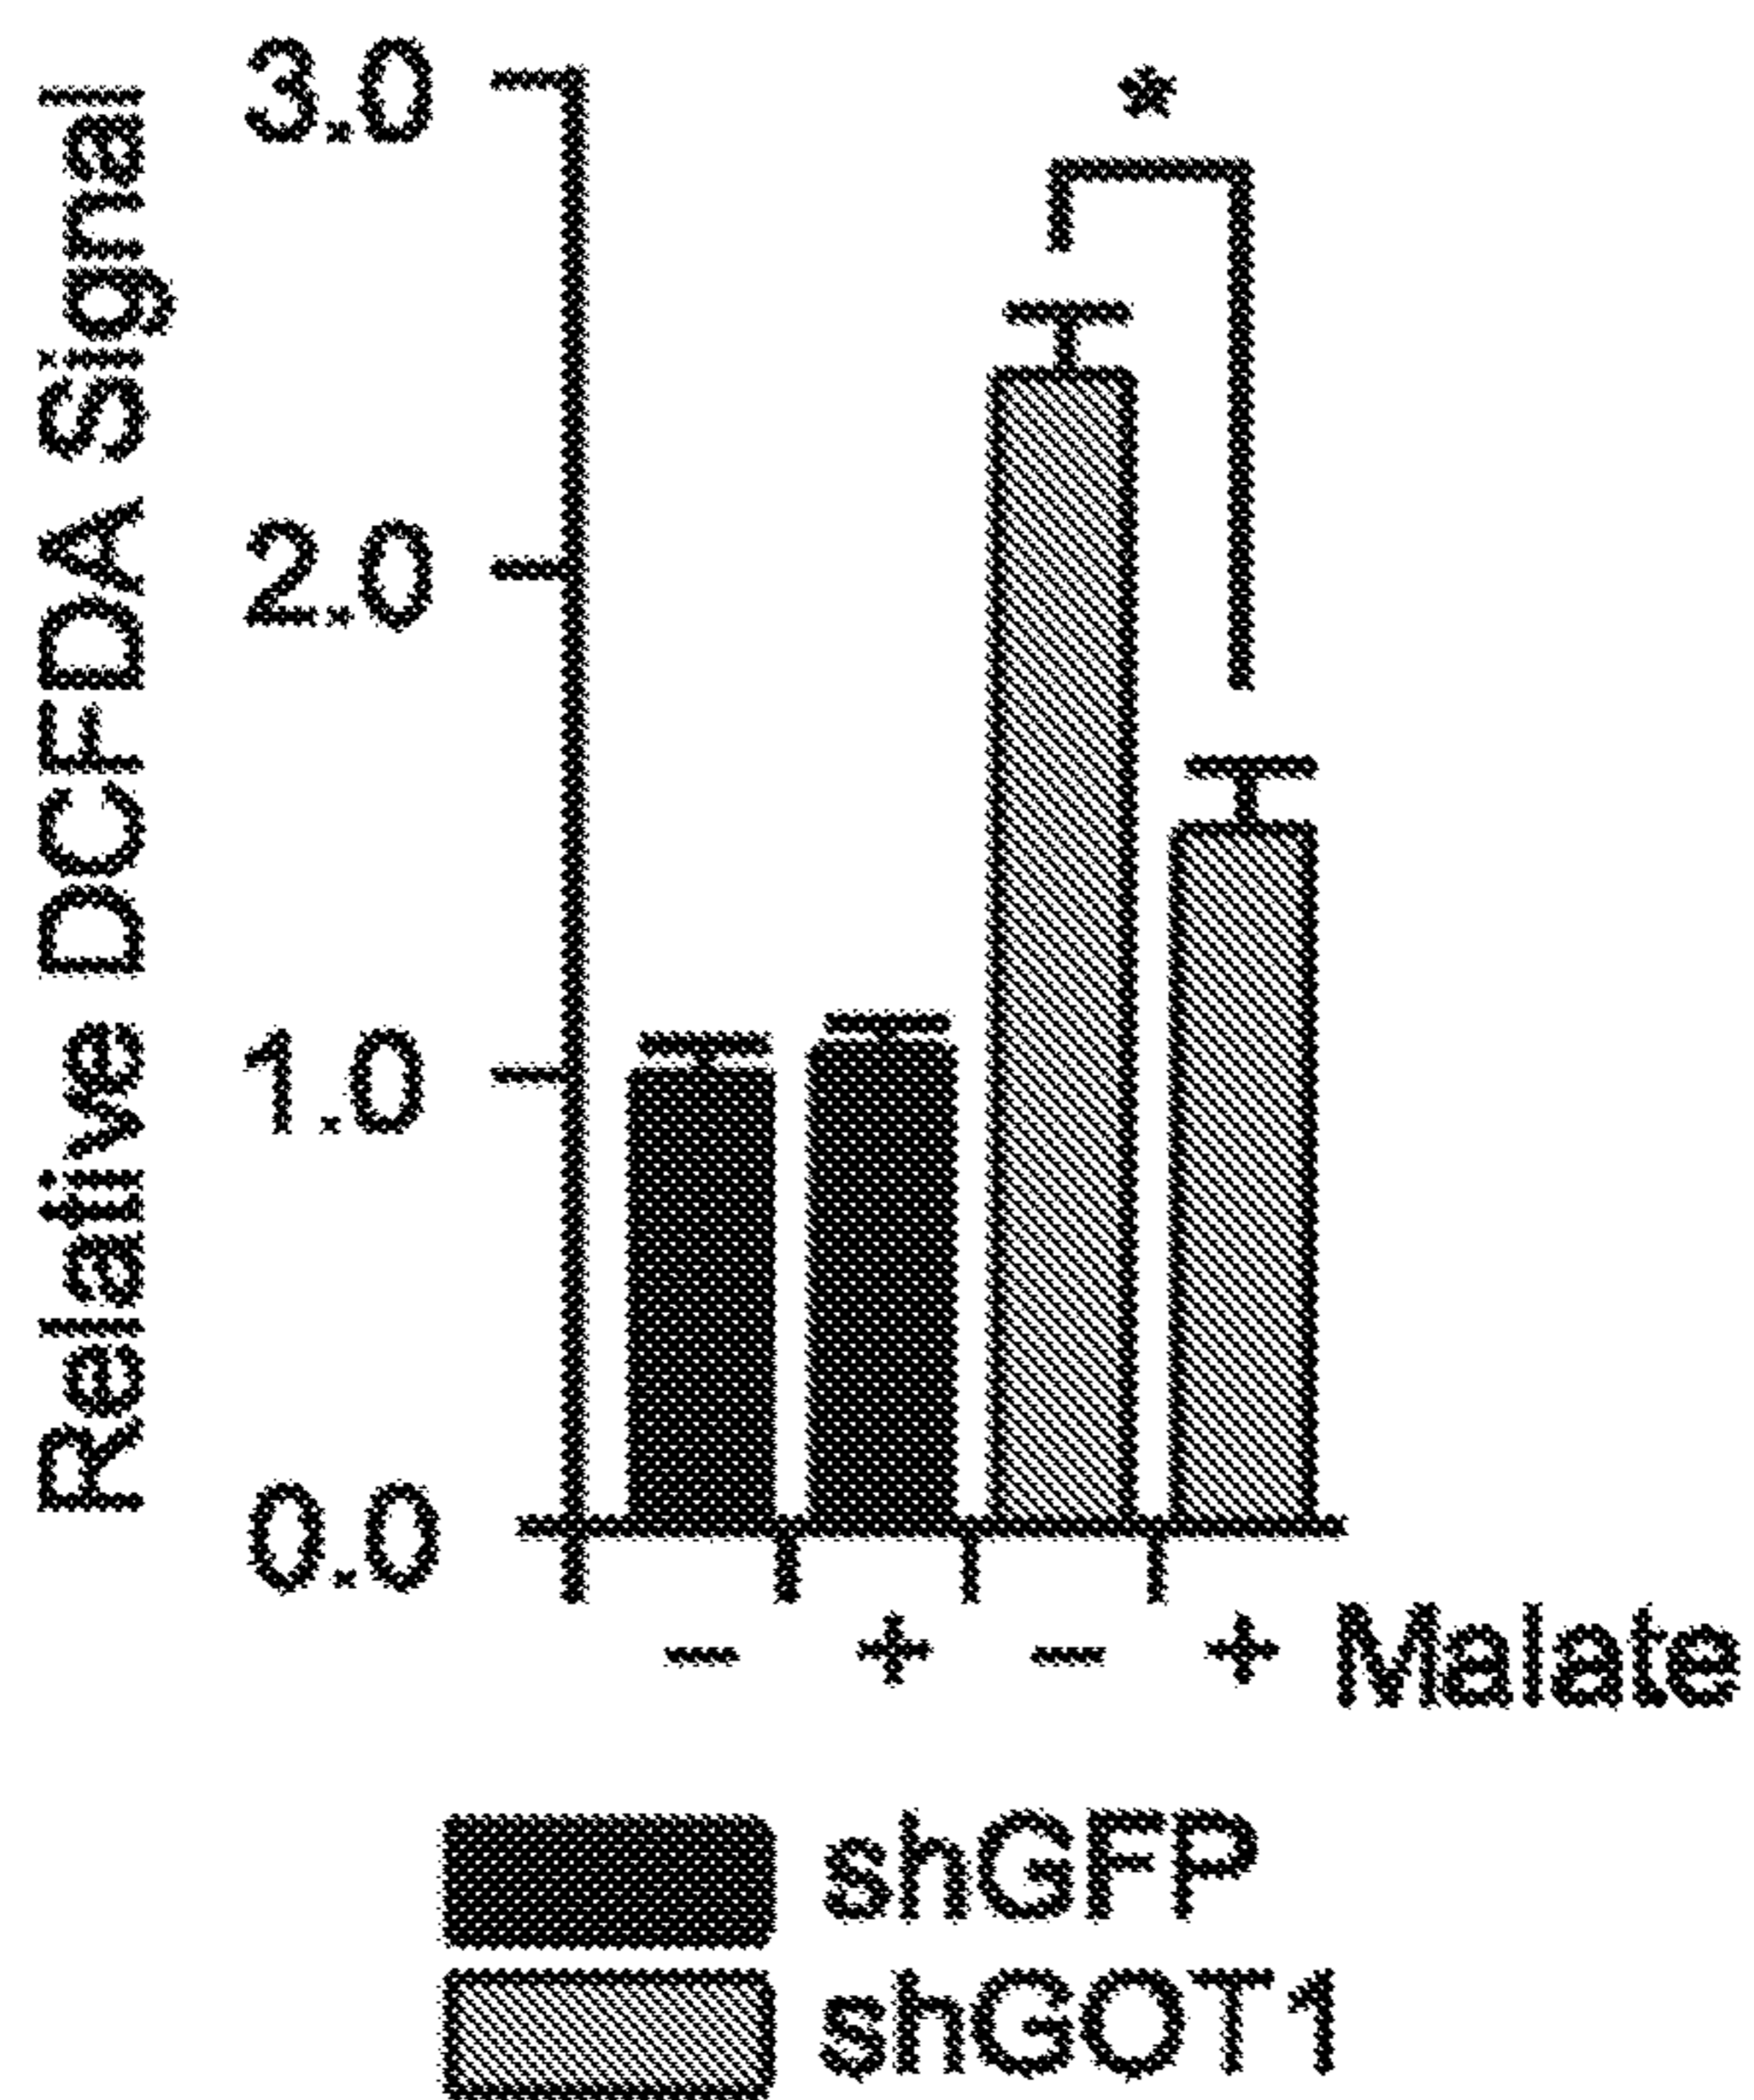 Relative DCFDA Signal
3.0
2.0
1.0
0.0
*
– + – + Malate
shGFP
shGOT1